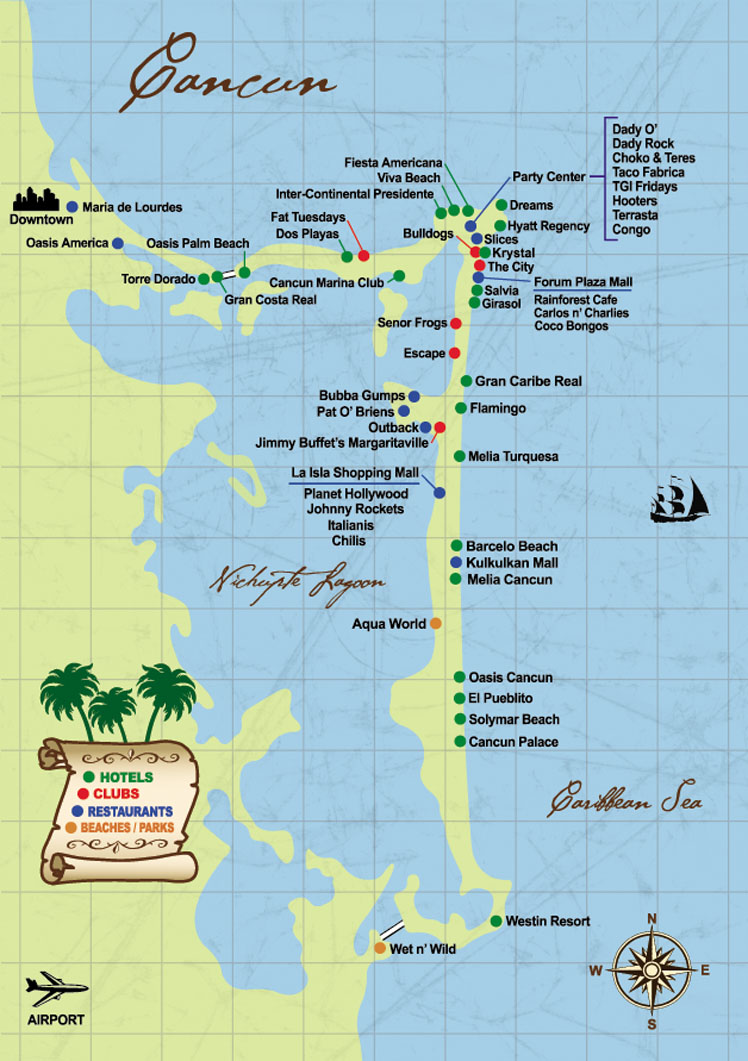 Cancun
Dady O'
Dady Rock
Choko & Teres
Taco Fabrica
TGI Fridays
Hooters
Terrasta
Congo
Party Center
Fiesta Americana
Viva Beach
Inter-Continental Presidente
Dreams
Downtown
Maria de Lourdes
Fat Tuesdays
Dos Playas
Hyatt Regency
Bulldogs
Slices
Oasis America
Oasis Palm Beach
Krystal
The City
Torre Dorado
Gran Costa Real
Cancun Marina Club
Forum Plaza Mall
Rainforest Cafe
Carlos n' Charlies
Coco Bongos
Salvia
Girasol
Senor Frogs
Escape
Gran Caribe Real
Bubba Gumps
Pat O' Briens
Flamingo
Outback
Jimmy Buffet's Margaritaville
Melia Turquesa
La Isla Shopping Mall
Planet Hollywood
Johnny Rockets
Italianis
Chilis
Barcelo Beach
Kulkulkan Mall
Melia Cancun
Nichupte Lagoon
Aqua World
Oasis Cancun
El Pueblito
Solymar Beach
Cancun Palace
HOTELS
CLUBS
RESTAURANTS
BEACHES / PARKS
Caribbean Sea
Westin Resort
Wet n' Wild
N
W
E
S
AIRPORT